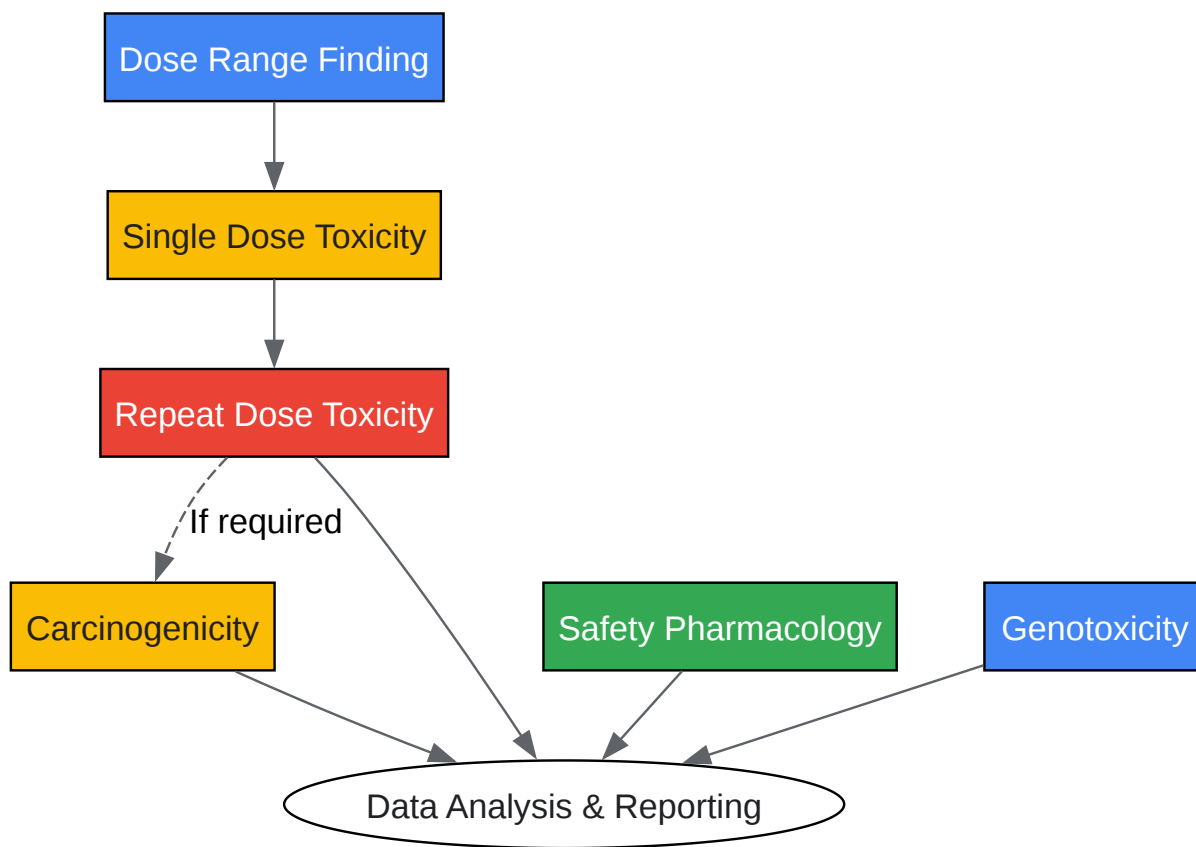 Dose Range Finding
Single Dose Toxicity
Repeat Dose Toxicity
If required
Carcinogenicity
Safety Pharmacology
Genotoxicity
Data Analysis & Reporting